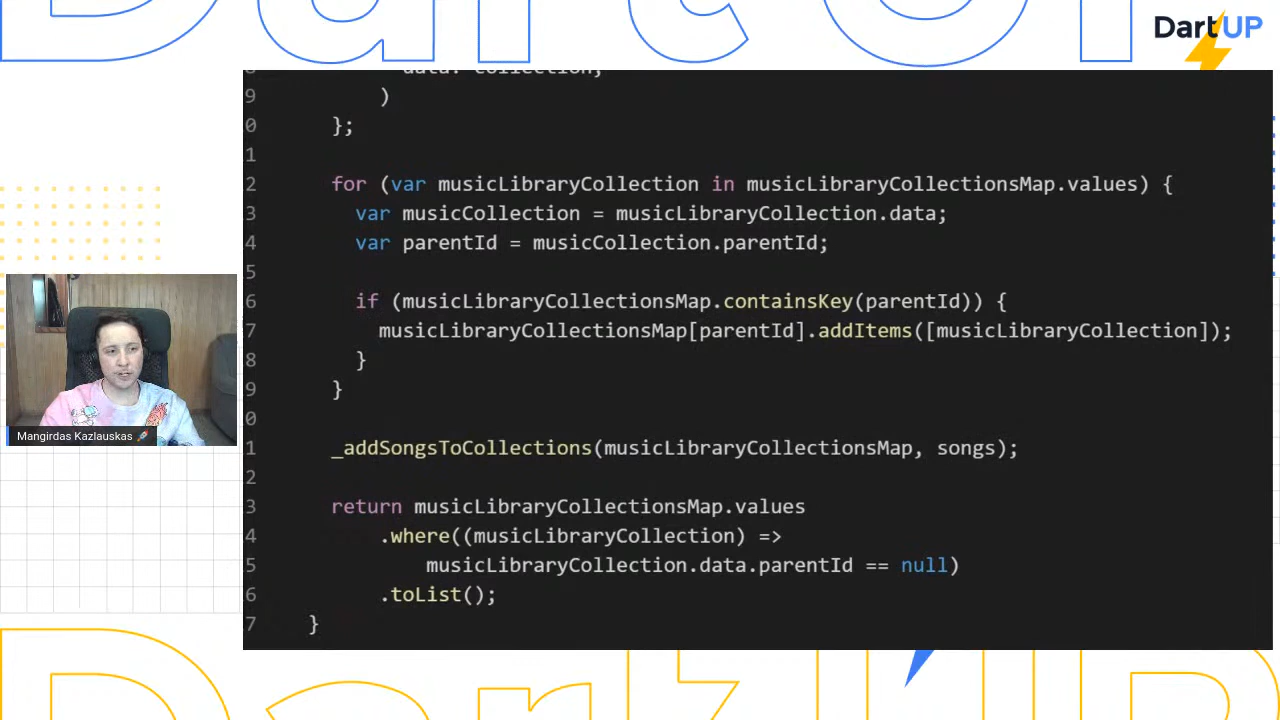 DartUP
data: collection,
9 )
0 };
1
2 for (var musicLibraryCollection in musicLibraryCollectionsMap.values) {
3 var musicCollection = musicLibraryCollection.data;
4 var parentId = musicCollection.parentId;
5
6 if (musicLibraryCollectionsMap.containsKey(parentId)) {
7 musicLibraryCollectionsMap[parentId].addItems([musicLibraryCollection]);
8 }
9 }
0
1 _addSongsToCollections(musicLibraryCollectionsMap, songs);
2
3 return musicLibraryCollectionsMap.values
4 .where((musicLibraryCollection) =>
5 musicLibraryCollection.data.parentId == null)
6 .toList();
7 }
Mangirdas Kazlauskas 🚀